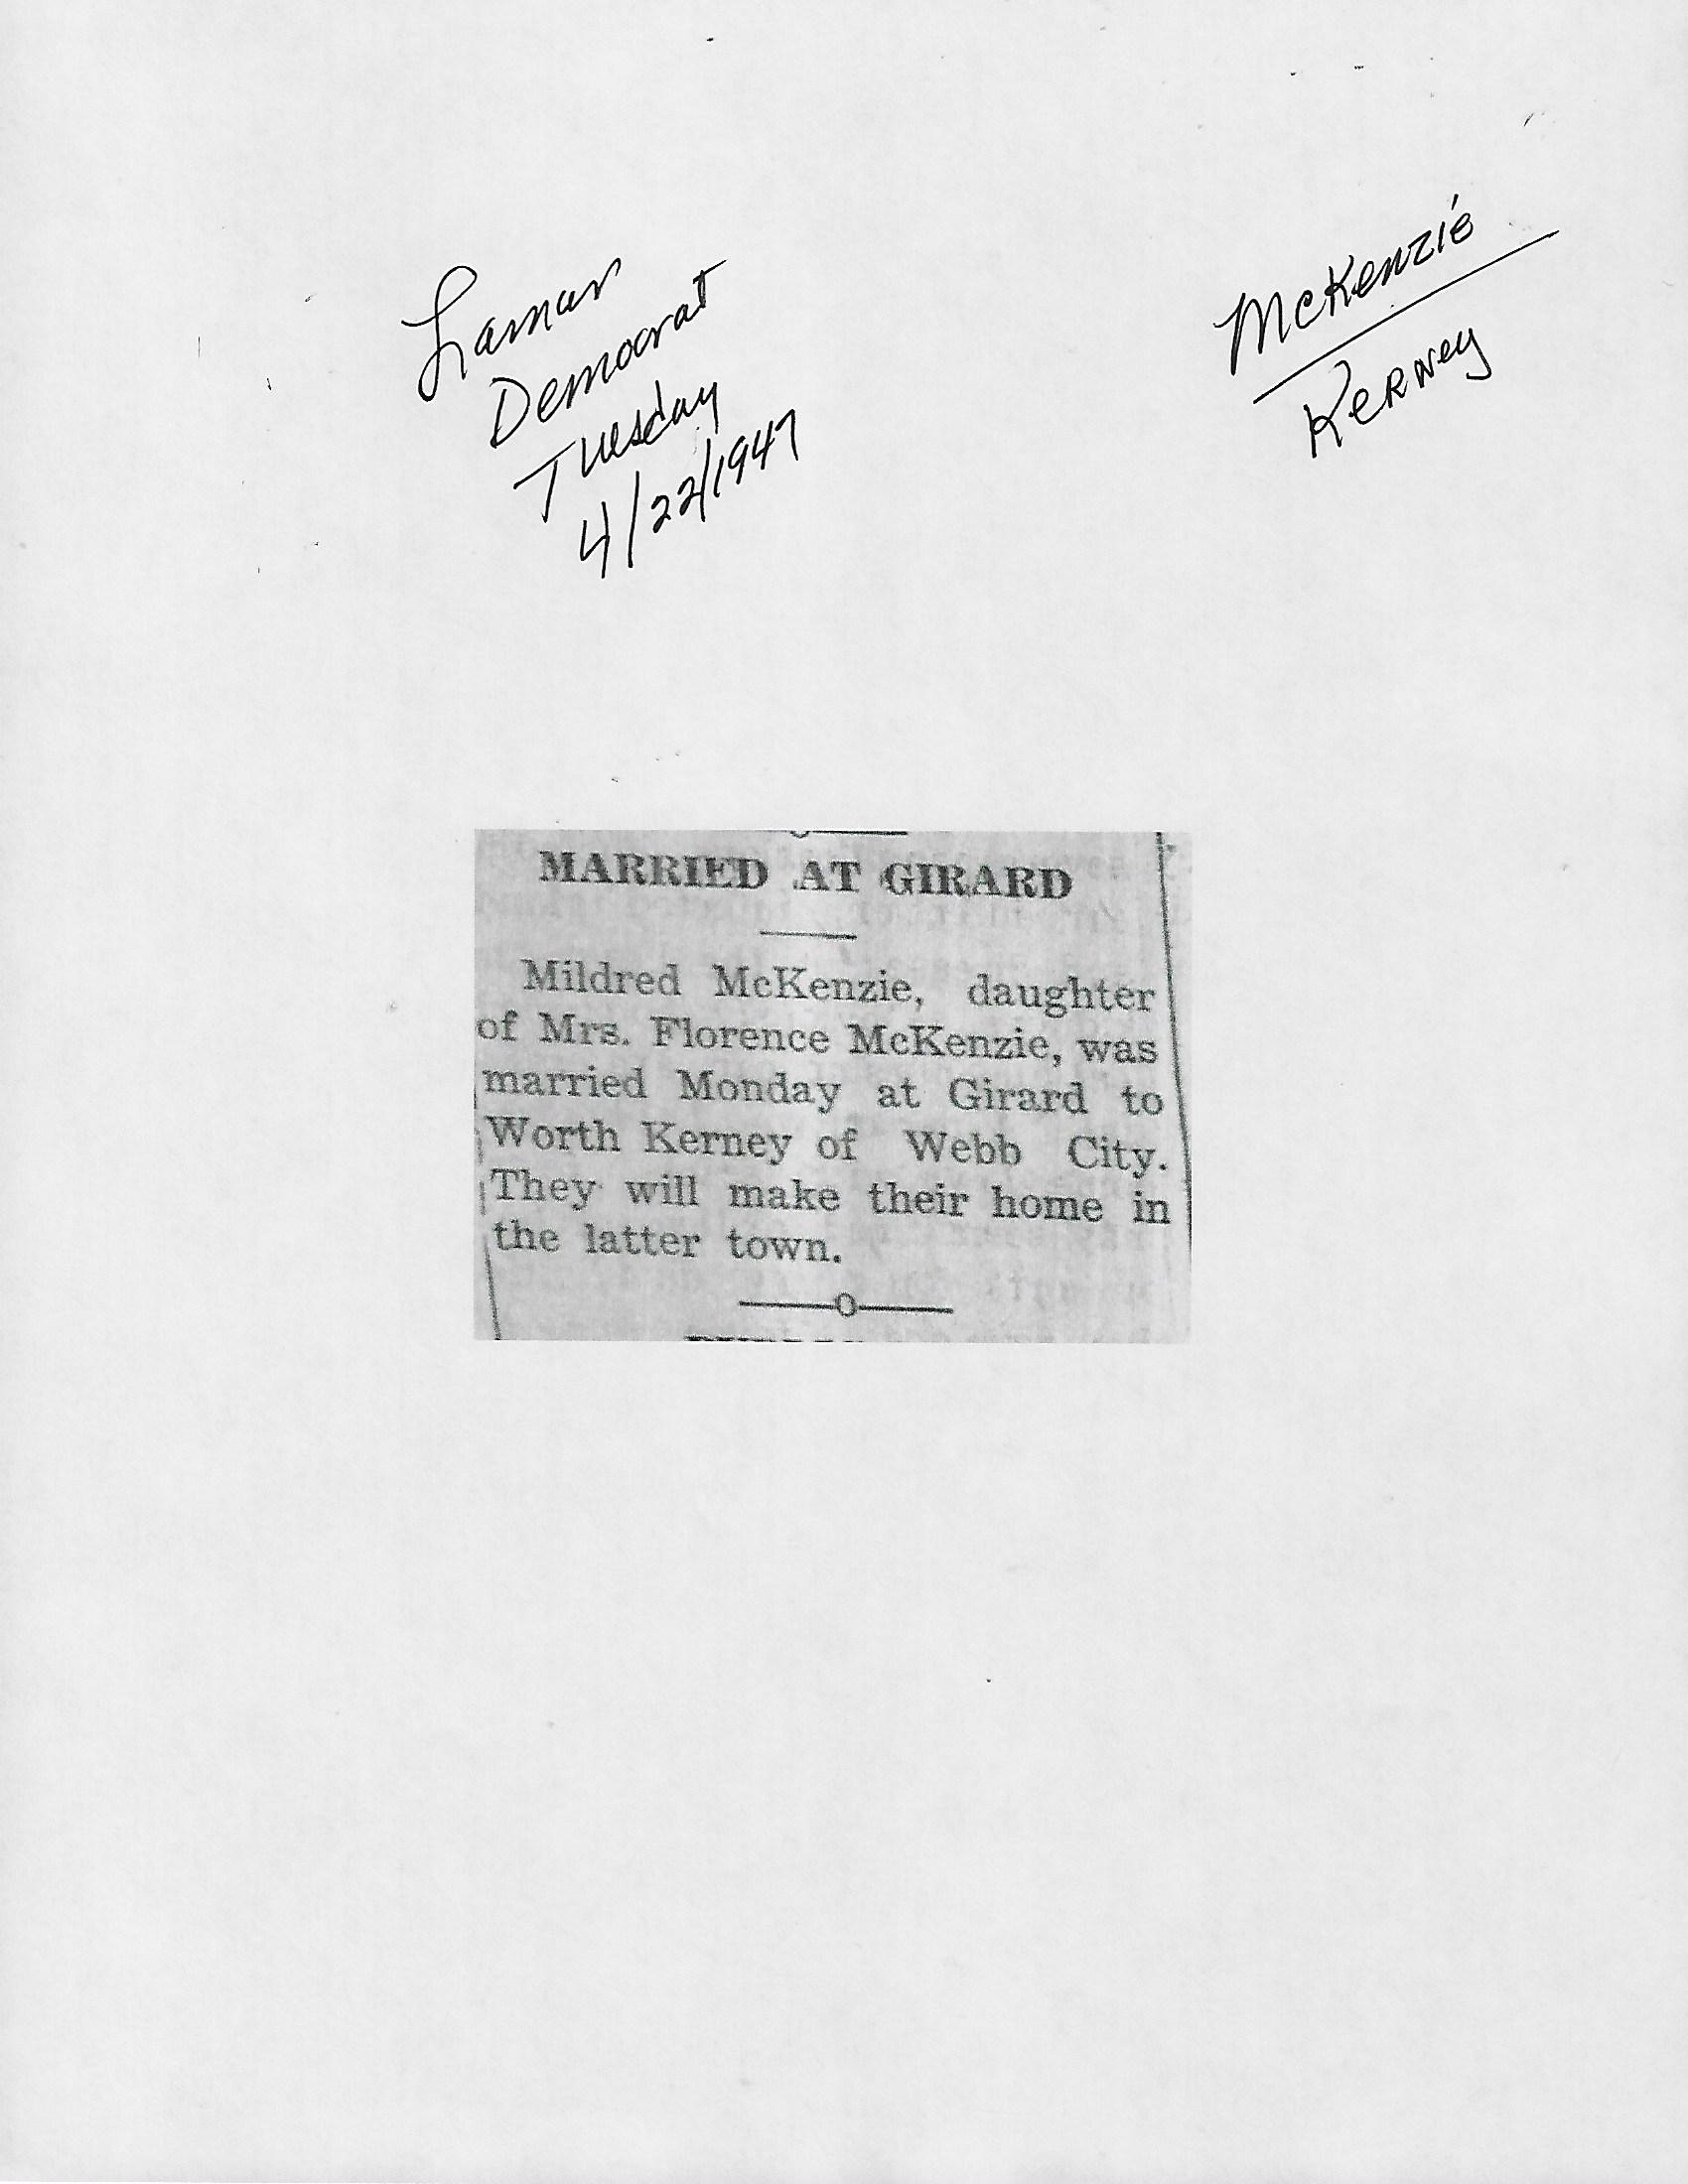 Lamar
Democrat
Tuesday
4/22/1947
McKenzie
Kerney
MARRIED AT GIRARD
Mildred McKenzie, daughter
of Mrs. Florence McKenzie, was
married Monday at Girard to
Worth Kerney of Webb City.
They will make their home in
the latter town.